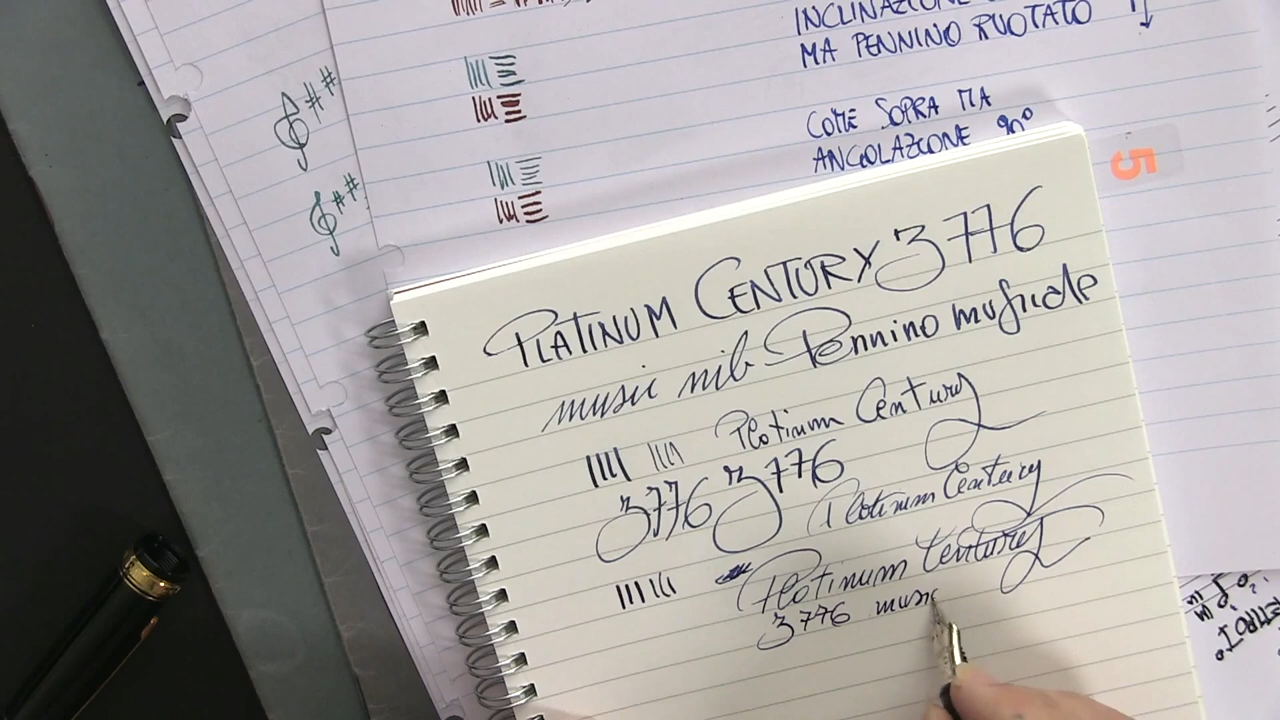 INCLINAZIONE
MA PENNINO RUOTATO
COME SOPRA MA
ANGOLAZIONE 90°
5
PLATINUM CENTURY 3776
music nib Pennino musicale
Platinum Century
3776 3776
Platinum Century
Platinum Century
3776 music